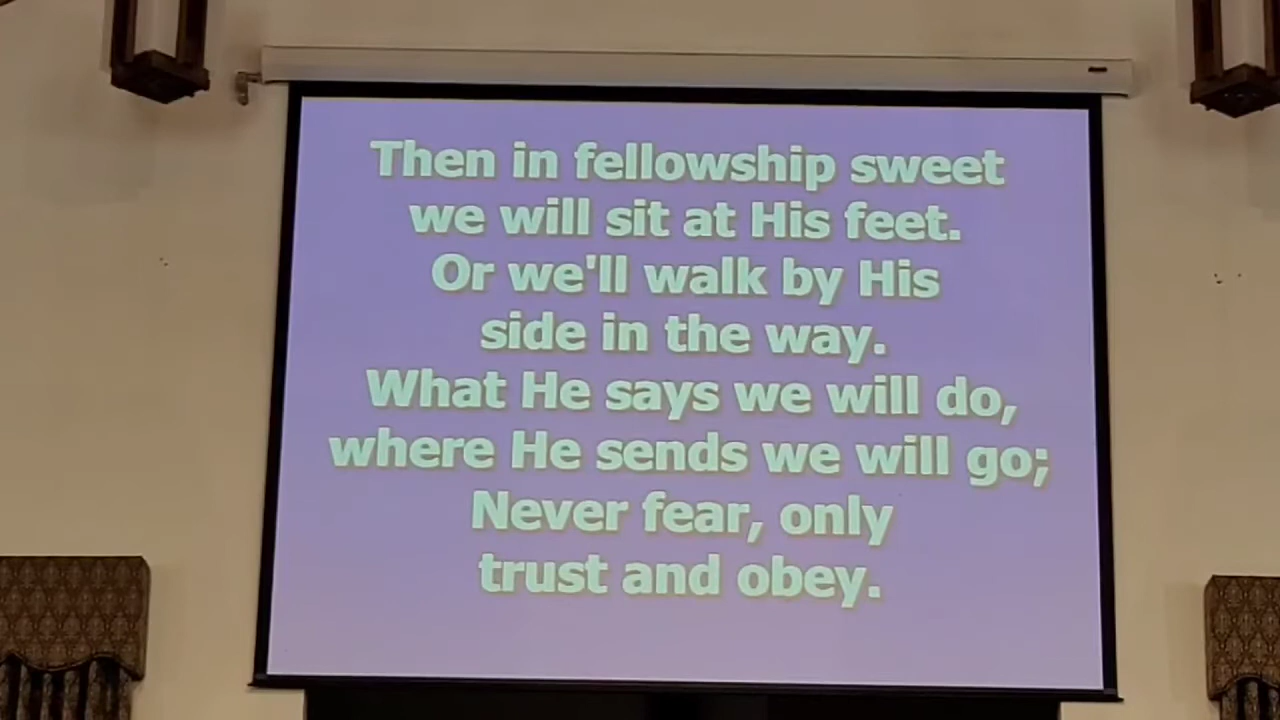 Then in fellowship sweet
we will sit at His feet.
Or we'll walk by His
side in the way.
What He says we will do,
where He sends we will go;
Never fear, only
trust and obey.